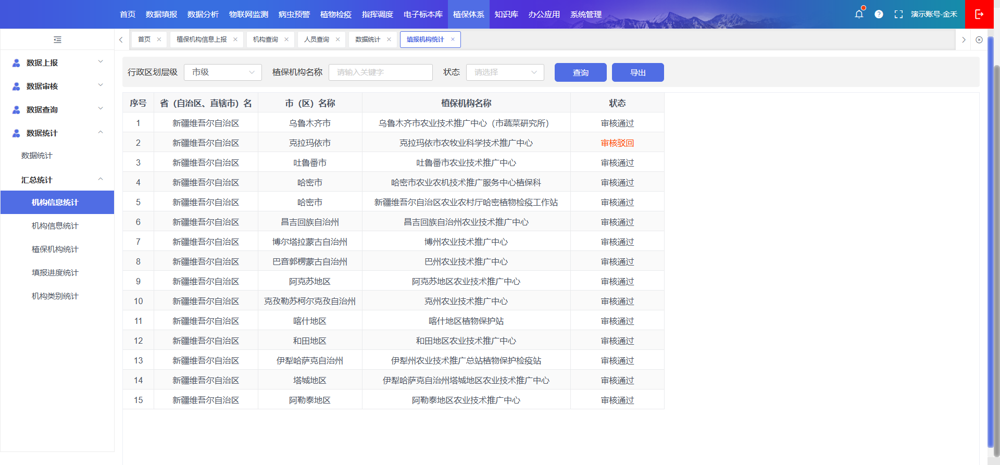 首页 数据填报 数据分析 物联网监测 病虫预警 植物检疫 指挥调度 电子标本库 植保体系 知识库 办公应用 系统管理 演示账号-金禾
首页 植保机构信息上报 机构查询 人员查询 数据统计 填报机构统计
数据上报
数据审核
数据查询
数据统计
数据统计
汇总统计
机构信息统计
机构信息统计
植保机构统计
填报进度统计
机构类别统计
行政区划层级 市级 植保机构名称 请输入关键字 状态 请选择 查询 导出
序号 省（自治区、直辖市）名 市（区）名称 植保机构名称 状态
1 新疆维吾尔自治区 乌鲁木齐市 乌鲁木齐市农业技术推广中心（市蔬菜研究所） 审核通过
2 新疆维吾尔自治区 克拉玛依市 克拉玛依市农牧业科学技术推广中心 审核驳回
3 新疆维吾尔自治区 吐鲁番市 吐鲁番市农业技术推广中心 审核通过
4 新疆维吾尔自治区 哈密市 哈密市农业农机技术推广服务中心植保科 审核通过
5 新疆维吾尔自治区 哈密市 新疆维吾尔自治区农业农村厅哈密植物检疫工作站 审核通过
6 新疆维吾尔自治区 昌吉回族自治州 昌吉回族自治州农业技术推广中心 审核通过
7 新疆维吾尔自治区 博尔塔拉蒙古自治州 博州农业技术推广中心 审核通过
8 新疆维吾尔自治区 巴音郭楞蒙古自治州 巴州农业技术推广中心 审核通过
9 新疆维吾尔自治区 阿克苏地区 阿克苏地区农业技术推广中心 审核通过
10 新疆维吾尔自治区 克孜勒苏柯尔克孜自治州 克州农业技术推广中心 审核通过
11 新疆维吾尔自治区 喀什地区 喀什地区植物保护站 审核通过
12 新疆维吾尔自治区 和田地区 和田地区农业技术推广中心 审核通过
13 新疆维吾尔自治区 伊犁哈萨克自治州 伊犁州农业技术推广总站植物保护检疫站 审核通过
14 新疆维吾尔自治区 塔城地区 伊犁哈萨克自治州塔城地区农业技术推广中心 审核通过
15 新疆维吾尔自治区 阿勒泰地区 阿勒泰地区农业技术推广中心 审核通过